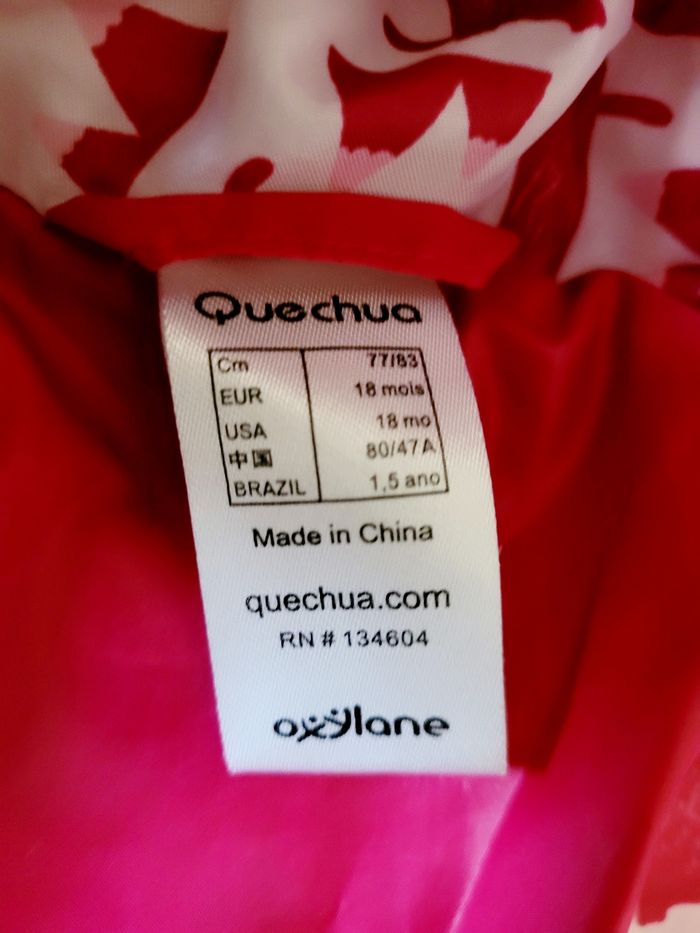 Quechua
Cm 77/83
EUR 18 mois
USA 18 mo
中国 80/47A
BRAZIL 1,5 ano
Made in China
quechua.com
RN # 134604
oxylane